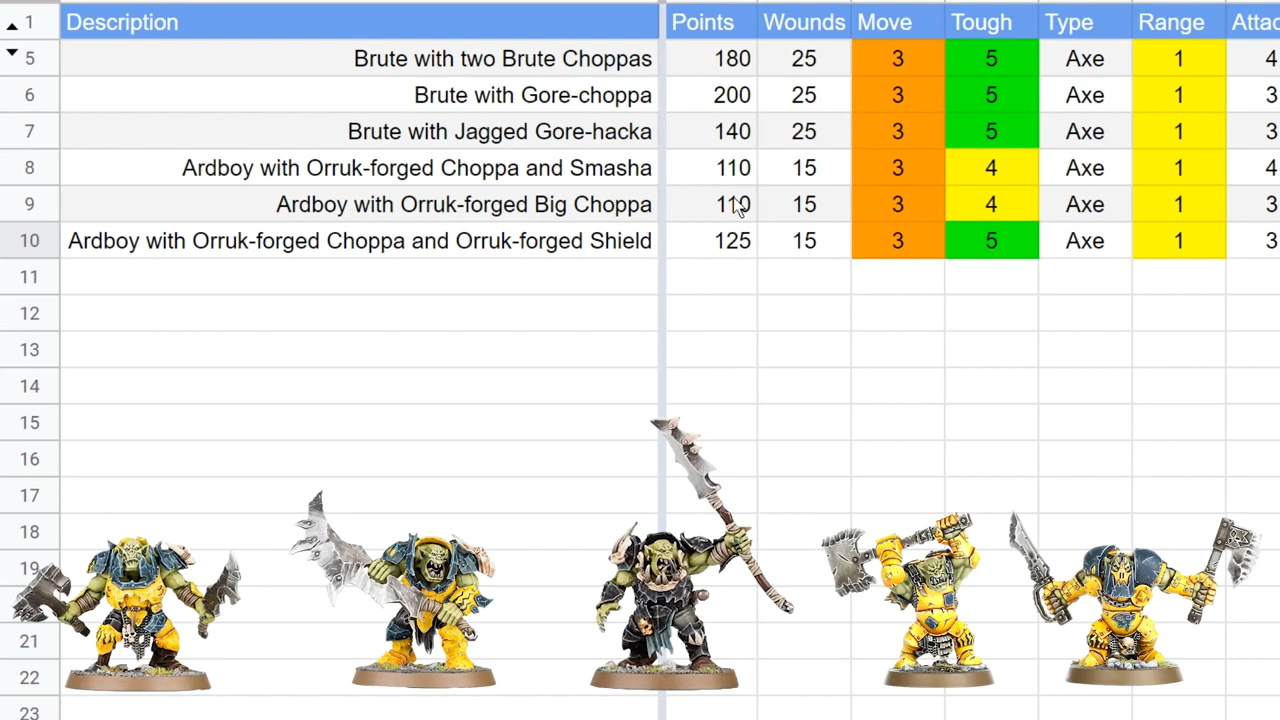 1 Description Points Wounds Move Tough Type Range Attac
5 Brute with two Brute Choppas 180 25 3 5 Axe 1 4
6 Brute with Gore-choppa 200 25 3 5 Axe 1 3
7 Brute with Jagged Gore-hacka 140 25 3 5 Axe 1 3
8 Ardboy with Orruk-forged Choppa and Smasha 110 15 3 4 Axe 1 4
9 Ardboy with Orruk-forged Big Choppa 110 15 3 4 Axe 1 3
10 Ardboy with Orruk-forged Choppa and Orruk-forged Shield 125 15 3 5 Axe 1 3
11
12
13
14
15
16
17
18
19
21
22
23